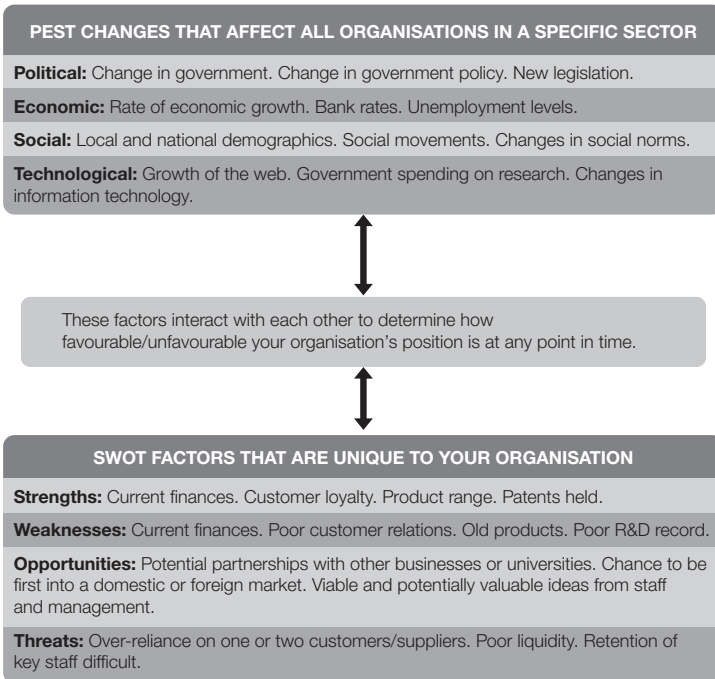 PEST CHANGES THAT AFFECT ALL ORGANISATIONS IN A SPECIFIC SECTOR
Political: Change in government. Change in government policy. New legislation.
Economic: Rate of economic growth. Bank rates. Unemployment levels.
Social: Local and national demographics. Social movements. Changes in social norms.
Technological: Growth of the web. Government spending on research. Changes in
information technology.
These factors interact with each other to determine how
favourable/unfavourable your organisation's position is at any point in time.
SWOT FACTORS THAT ARE UNIQUE TO YOUR ORGANISATION
Strengths: Current finances. Customer loyalty. Product range. Patents held.
Weaknesses: Current finances. Poor customer relations. Old products. Poor R&D record.
Opportunities: Potential partnerships with other businesses or universities. Chance to be
first into a domestic or foreign market. Viable and potentially valuable ideas from staff
and management.
Threats: Over-reliance on one or two customers/suppliers. Poor liquidity. Retention of
key staff difficult.